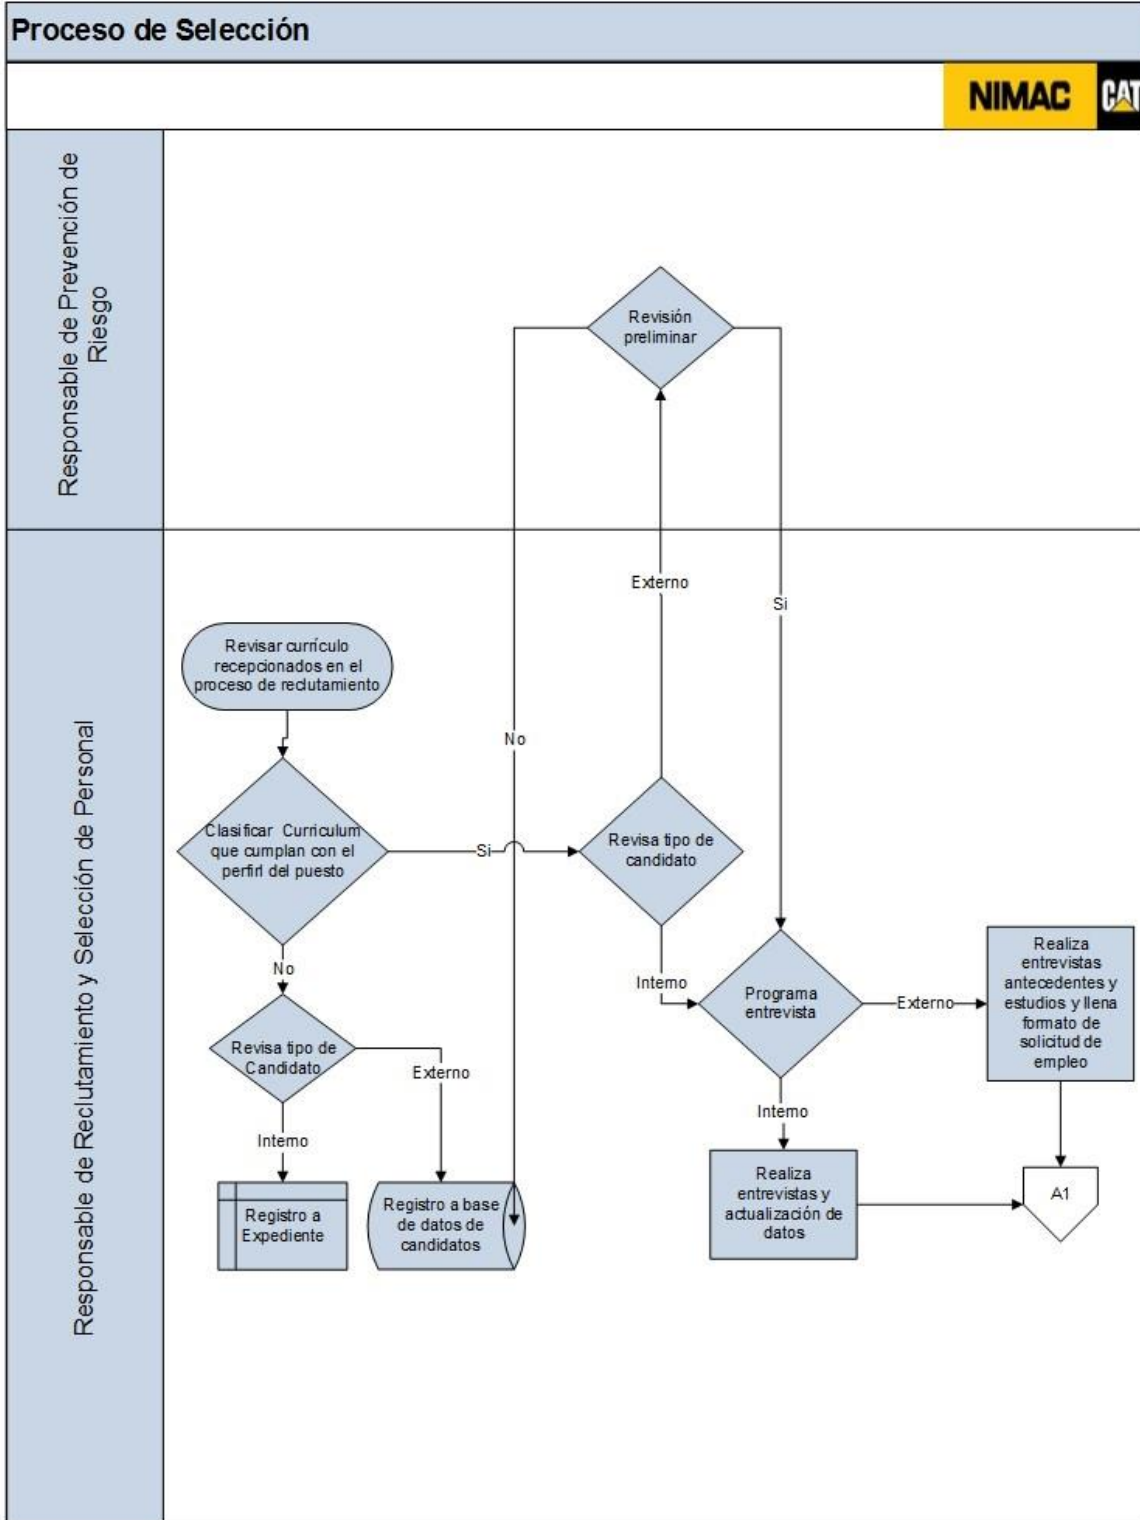 Proceso de Selección
NIMAC CAT
Responsable de Prevención de
Riesgo
Revisión
preliminar
Externo
Si
Responsable de Reclutamiento y Selección de Personal
Revisar currículo
recepcionados en el
proceso de reclutamiento
No
Clasificar Curriculum
que cumplan con el
perfirl del puesto
Si
Revisa tipo de
candidato
No
Interno
Programa
entrevista
Externo
Realiza
entrevistas
antecedentes y
estudios y llena
formato de
solicitud de
empleo
Revisa tipo de
Candidato
Externo
Interno
Interno
Registro a
Expediente
Registro a base
de datos de
candidatos
Realiza
entrevistas y
actualización de
datos
A1